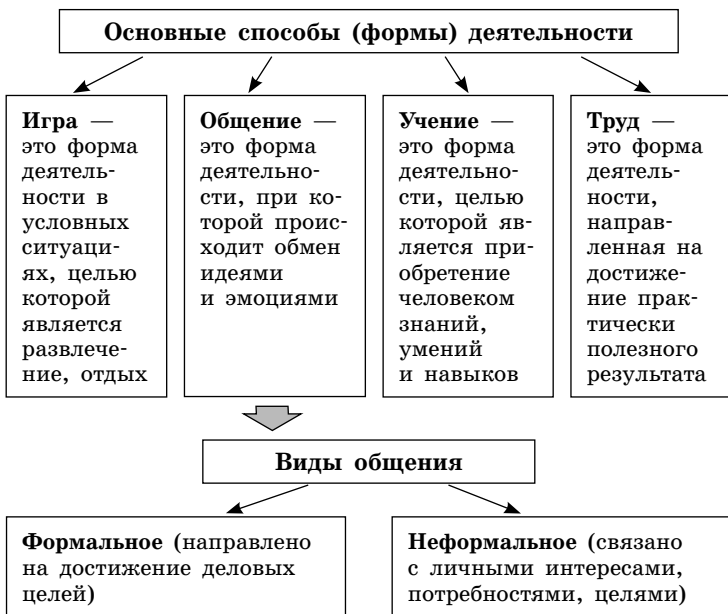 Основные способы (формы) деятельности
Игра —
это форма
деятель-
ности в
условных
ситуаци-
ях, целью
которой
является
развлече-
ние, отдых
Общение —
это форма
деятельно-
сти, при ко-
торой проис-
ходит обмен
идеями
и эмоциями
Учение —
это форма
деятельно-
сти, целью
которой яв-
ляется при-
обретение
человеком
знаний,
умений
и навыков
Труд —
это форма
деятель-
ности,
направ-
ленная на
достиже-
ние прак-
тически
полезного
результата
Виды общения
Формальное (направлено
на достижение деловых
целей)
Неформальное (связано
с личными интересами,
потребностями, целями)